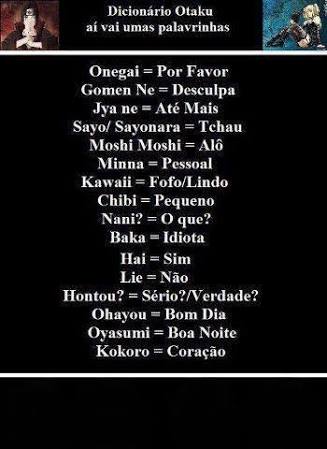 Dicionário Otaku
aí vai umas palavrinhas
Onegai = Por Favor
Gomen Ne = Desculpa
Jya ne = Até Mais
Sayo/ Sayonara = Tchau
Moshi Moshi = Alô
Minna = Pessoal
Kawaii = Fofo/Lindo
Chibi = Pequeno
Nani? = O que?
Baka = Idiota
Hai = Sim
Lie = Não
Hontou? = Sério?/Verdade?
Ohayou = Bom Dia
Oyasumi = Boa Noite
Kokoro = Coração